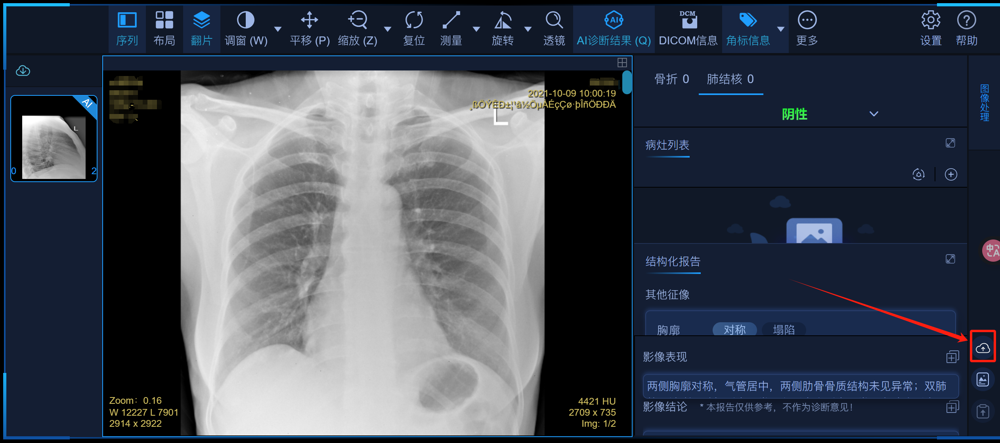 序列
布局
翻片
调窗 (W)
平移 (P)
缩放 (Z)
复位
测量
旋转
透镜
AI
AI诊断结果 (Q)
DCM
DICOM信息
角标信息
更多
设置
帮助
AI
L
0
2
2021-10-09 10:00:19
¸ßÖÝÊÐ±¦¹â½ÖµÀÉçÇø·þÎñÖÐÐÄ
L
Zoom: 0.16
W 12227 L 7901
2914 x 2922
4421 HU
2709 x 735
Img: 1/2
骨折 0
肺结核 0
阴性
病灶列表
结构化报告
其他征像
胸廓
对称
塌陷
影像表现
两侧胸廓对称，气管居中，两侧肋骨骨质结构未见异常；双肺
影像结论
* 本报告仅供参考，不作为诊断意见！
图像处理
中A